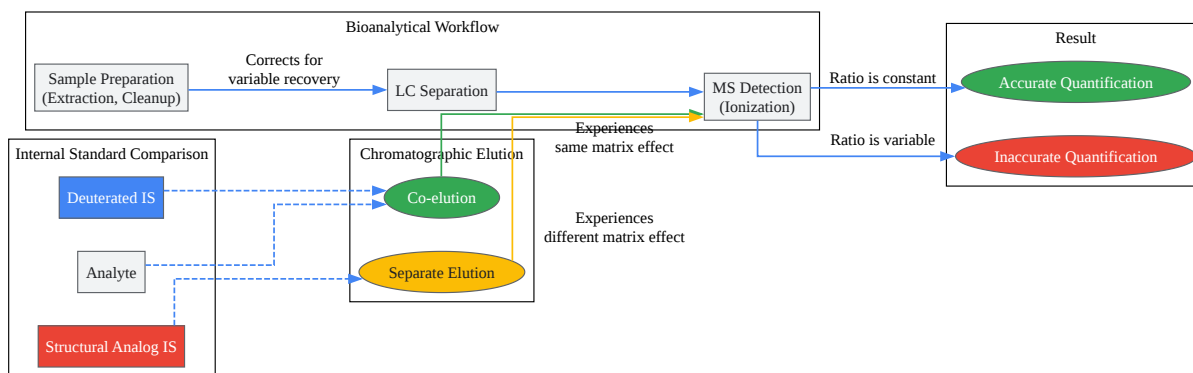 Bioanalytical Workflow
Sample Preparation
(Extraction, Cleanup)
Corrects for
variable recovery
LC Separation
MS Detection
(Ionization)
Ratio is constant
Ratio is variable
Result
Accurate Quantification
Inaccurate Quantification
Internal Standard Comparison
Deuterated IS
Analyte
Structural Analog IS
Chromatographic Elution
Co-elution
Separate Elution
Experiences
same matrix effect
Experiences
different matrix effect